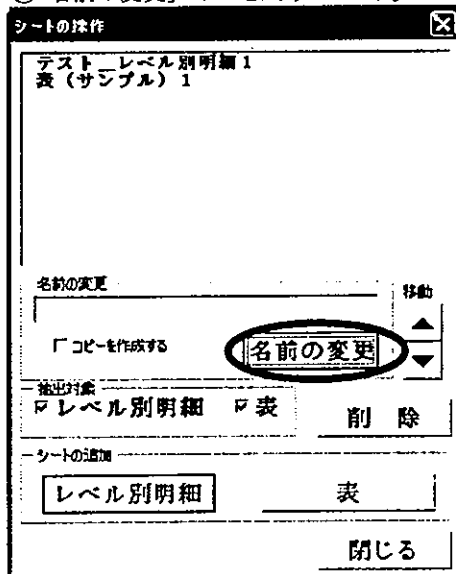 シートの操作
テスト_レベル別明細1
表(サンプル)1
名前の変更
移動
コピーを作成する
名前の変更
抽出対象
レベル別明細 表
削 除
シートの追加
レベル別明細
表
閉じる